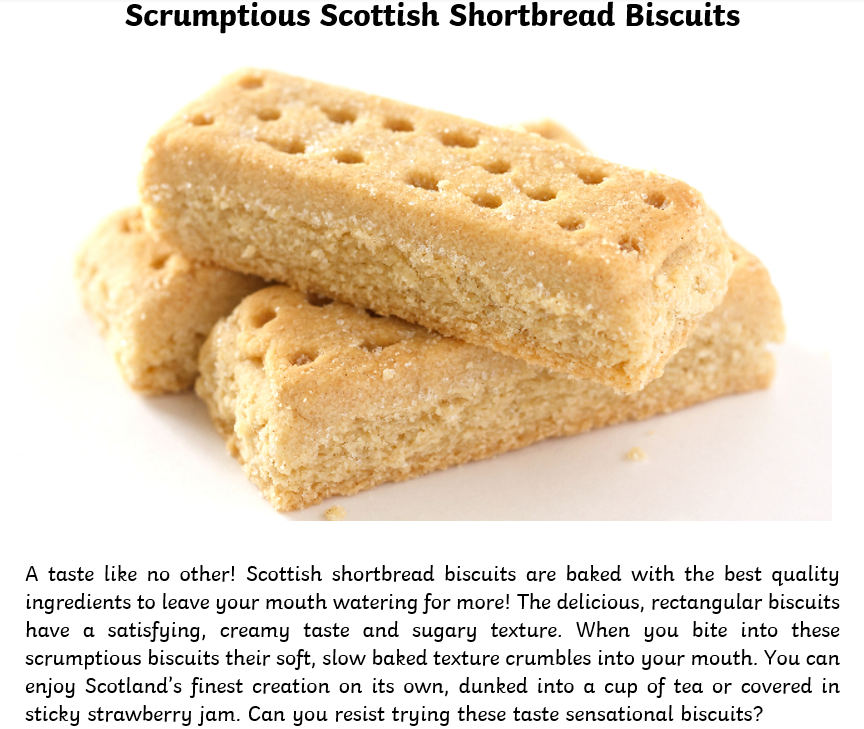 Scrumptious Scottish Shortbread Biscuits
A taste like no other! Scottish shortbread biscuits are baked with the best quality
ingredients to leave your mouth watering for more! The delicious, rectangular biscuits
have a satisfying, creamy taste and sugary texture. When you bite into these
scrumptious biscuits their soft, slow baked texture crumbles into your mouth. You can
enjoy Scotland's finest creation on its own, dunked into a cup of tea or covered in
sticky strawberry jam. Can you resist trying these taste sensational biscuits?